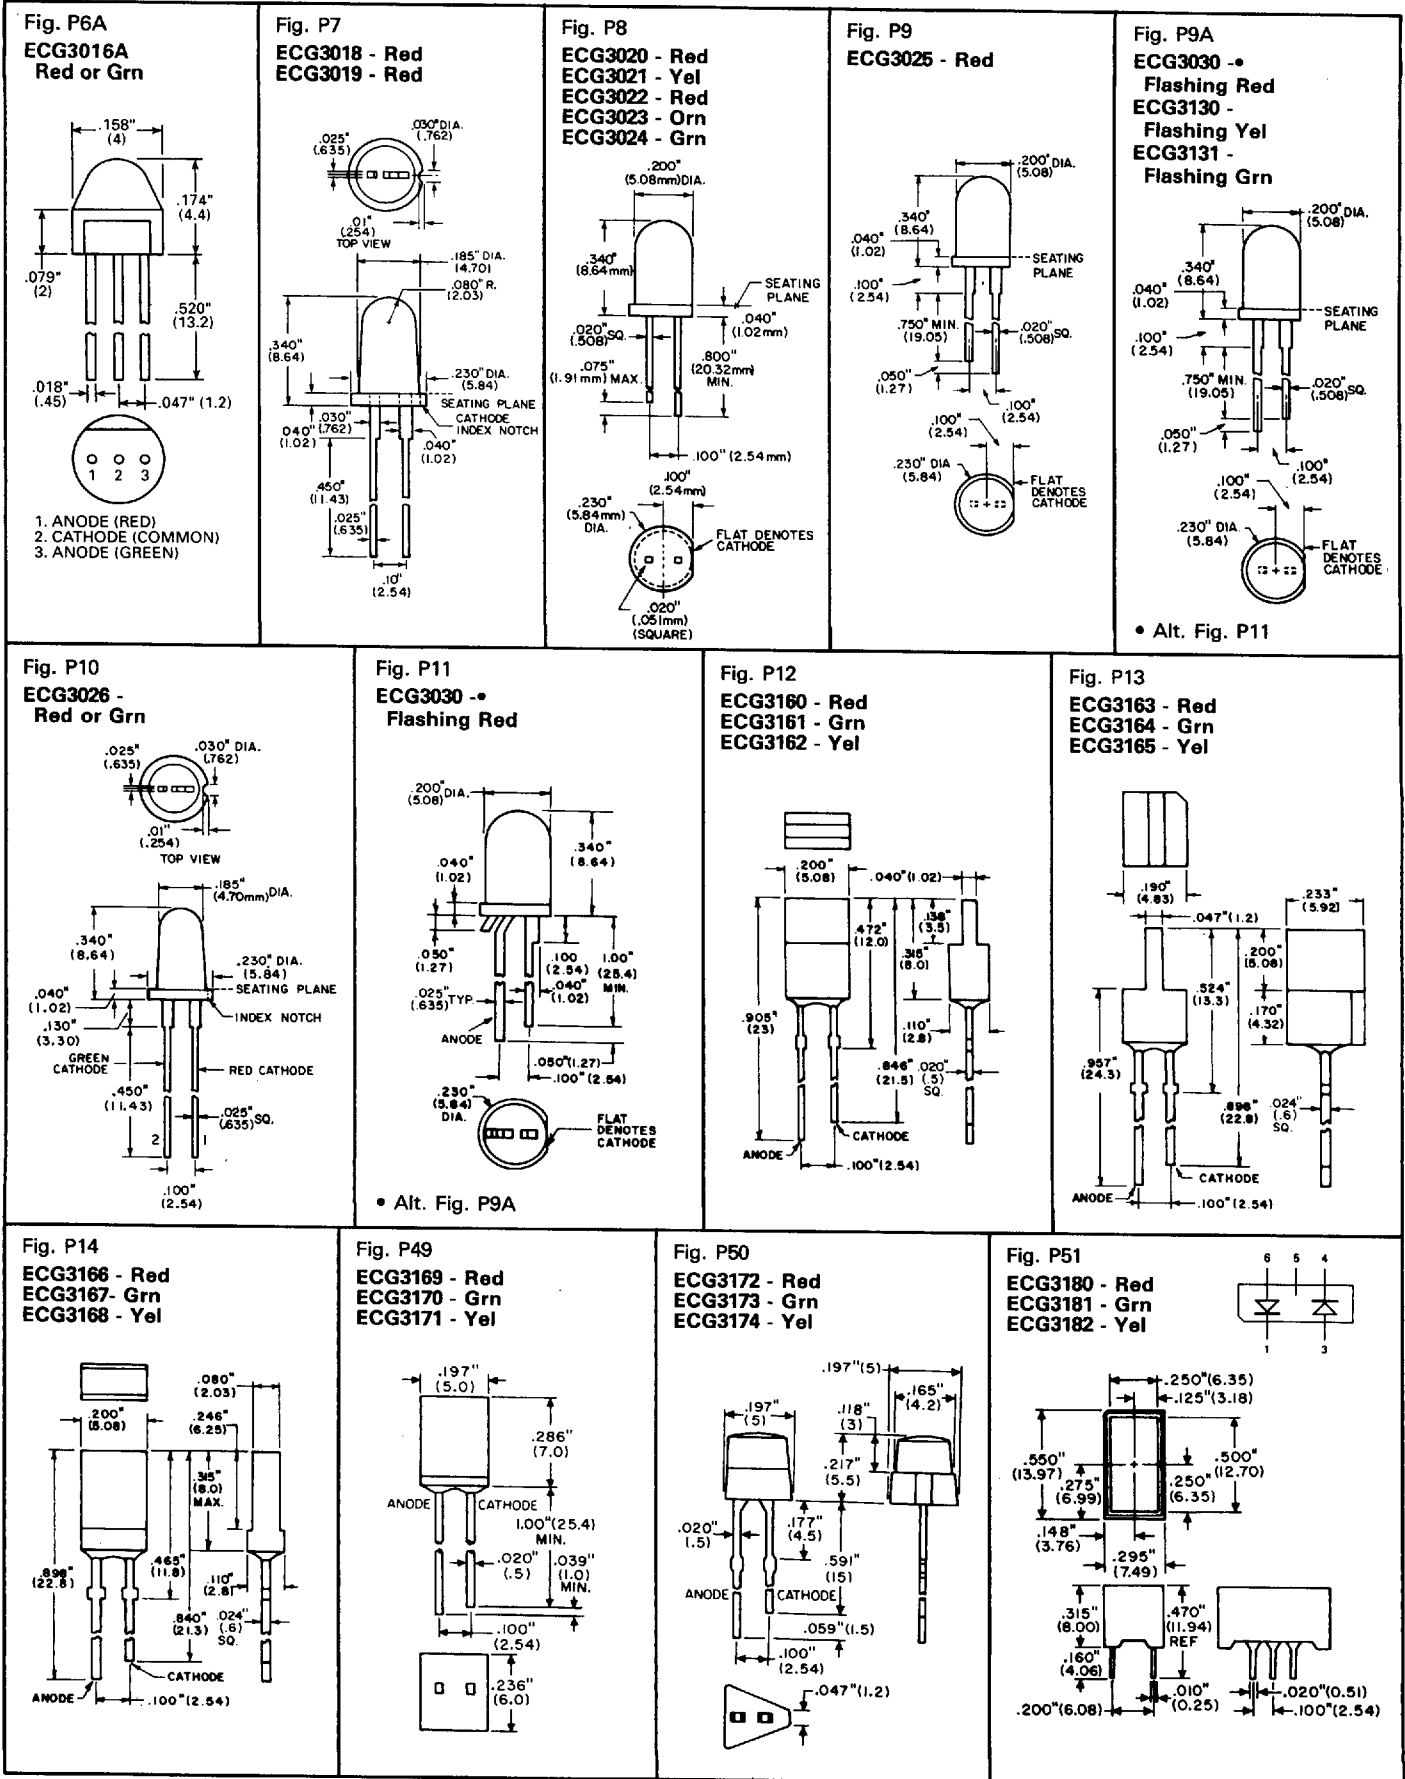 Fig. P6A
ECG3016A
Red or Grn
.158"
(4)
.174"
(4.4)
.079"
(2)
.520"
(13.2)
.018"
(.45)
.047" (1.2)
1 2 3
1. ANODE (RED)
2. CATHODE (COMMON)
3. ANODE (GREEN)
Fig. P7
ECG3018 - Red
ECG3019 - Red
.025"
(.635)
.030"DIA.
(.762)
.01"
(.254)
TOP VIEW
.185" DIA.
(4.70)
.080" R.
(2.03)
.340"
(8.64)
.230" DIA.
(5.84)
SEATING PLANE
CATHODE
INDEX NOTCH
.030"
(.762)
.040"
(1.02)
.040"
(1.02)
.450"
(11.43)
.025"
(.635)
.10"
(2.54)
Fig. P8
ECG3020 - Red
ECG3021 - Yel
ECG3022 - Red
ECG3023 - Orn
ECG3024 - Grn
.200"
(5.08mm)DIA.
.340"
(8.64mm)
SEATING
PLANE
.040"
(1.02mm)
.020"
(.508)SQ.
.075"
(1.91mm) MAX.
.800"
(20.32mm)
MIN.
.100" (2.54mm)
.100"
(2.54mm)
.230"
(5.84mm)
DIA.
FLAT DENOTES
CATHODE
.020"
(.051mm)
(SQUARE)
Fig. P9
ECG3025 - Red
.200" DIA.
(5.08)
.340"
(8.64)
.040"
(1.02)
SEATING
PLANE
.100"
(2.54)
.750" MIN.
(19.05)
.020"
(.508)SQ.
.050"
(1.27)
.100"
(2.54)
.100"
(2.54)
.230" DIA
(5.84)
FLAT
DENOTES
CATHODE
Fig. P9A
ECG3030 -•
Flashing Red
ECG3130 -
Flashing Yel
ECG3131 -
Flashing Grn
.200" DIA.
(5.08)
.340"
(8.64)
.040"
(1.02)
SEATING
PLANE
.100"
(2.54)
.750" MIN.
(19.05)
.020"
(.508)SQ.
.050"
(1.27)
.100"
(2.54)
.100"
(2.54)
.230" DIA.
(5.84)
FLAT
DENOTES
CATHODE
• Alt. Fig. P11
Fig. P10
ECG3026 -
Red or Grn
.025"
(.635)
.030" DIA.
(.762)
.01"
(.254)
TOP VIEW
.185"
(4.70mm)DIA.
.340"
(8.64)
.230" DIA.
(5.84)
SEATING PLANE
.040"
(1.02)
INDEX NOTCH
.130"
(3.30)
GREEN
CATHODE
RED CATHODE
.450"
(11.43)
.025"
(.635)SQ.
2 1
.100"
(2.54)
Fig. P11
ECG3030 -•
Flashing Red
.200"
(5.08)DIA.
.340"
(8.64)
.040"
(1.02)
.050"
(1.27)
.100
(2.54)
1.00"
(25.4)
MIN.
.040"
(1.02)
.025"
(.635)TYP.
ANODE
.050"(1.27)
.100" (2.54)
.230
(5.84)
DIA.
FLAT
DENOTES
CATHODE
• Alt. Fig. P9A
Fig. P12
ECG3160 - Red
ECG3161 - Grn
ECG3162 - Yel
.200"
(5.08)
.040"(1.02)
.138"
(3.5)
.472"
(12.0)
.315"
(8.0)
.905"
(23)
.110"
(2.8)
.846"
(21.5)
.020"
(.5)
SQ.
CATHODE
ANODE
.100"(2.54)
Fig. P13
ECG3163 - Red
ECG3164 - Grn
ECG3165 - Yel
.190"
(4.83)
.233"
(5.92)
.047"(1.2)
.200"
(5.08)
.524"
(13.3)
.170"
(4.32)
.957"
(24.3)
.898"
(22.8)
.024"
(.6)
SQ.
CATHODE
ANODE
.100"(2.54)
Fig. P14
ECG3166 - Red
ECG3167- Grn
ECG3168 - Yel
.080"
(2.03)
.200"
(5.08)
.246"
(6.25)
.315"
(8.0)
MAX.
.898"
(22.8)
.465"
(11.8)
.110"
(2.8)
.840"
(21.3)
.024"
(.6)
SQ.
CATHODE
ANODE
.100"(2.54)
Fig. P49
ECG3169 - Red
ECG3170 - Grn
ECG3171 - Yel
.197"
(5.0)
.286"
(7.0)
ANODE CATHODE
1.00"(25.4)
MIN.
.020"
(.5)
.039"
(1.0)
MIN.
.100"
(2.54)
.236"
(6.0)
Fig. P50
ECG3172 - Red
ECG3173 - Grn
ECG3174 - Yel
.197"(5)
.165"
(4.2)
.197"
(5)
.118"
(3)
.217"
(5.5)
.177"
(4.5)
.020"
(.5)
.591"
(15)
ANODE CATHODE
.059"(1.5)
.100"
(2.54)
.047"(1.2)
Fig. P51
ECG3180 - Red
ECG3181 - Grn
ECG3182 - Yel
6 5 4
1 3
.250"(6.35)
.125"(3.18)
.550"
(13.97)
.500"
(12.70)
.275"
(6.99)
.250"
(6.35)
.148"
(3.76)
.295"
(7.49)
.315"
(8.00)
.470"
(11.94)
REF
.160"
(4.06)
.010"
(0.25)
.200"(6.08)
.020"(0.51)
.100"(2.54)